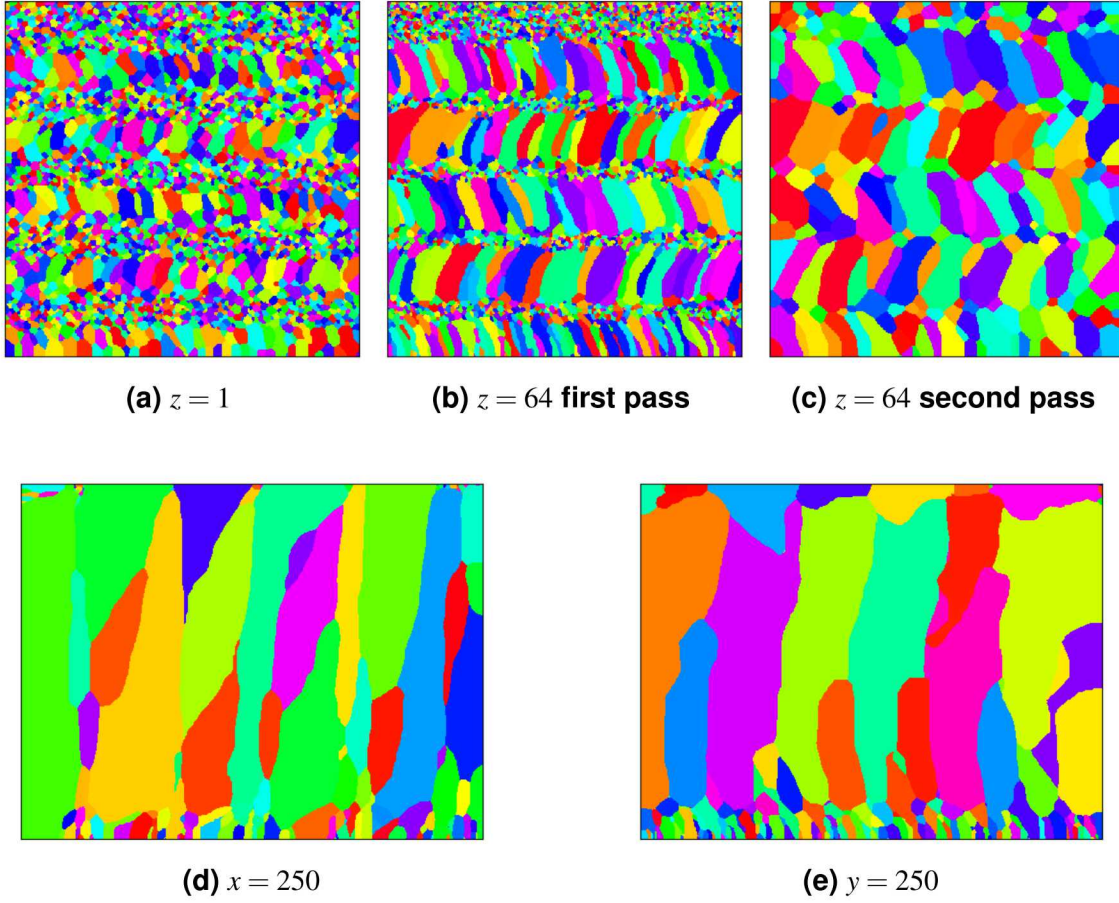 (a) z = 1
(b) z = 64 first pass
(c) z = 64 second pass
(d) x = 250
(e) y = 250